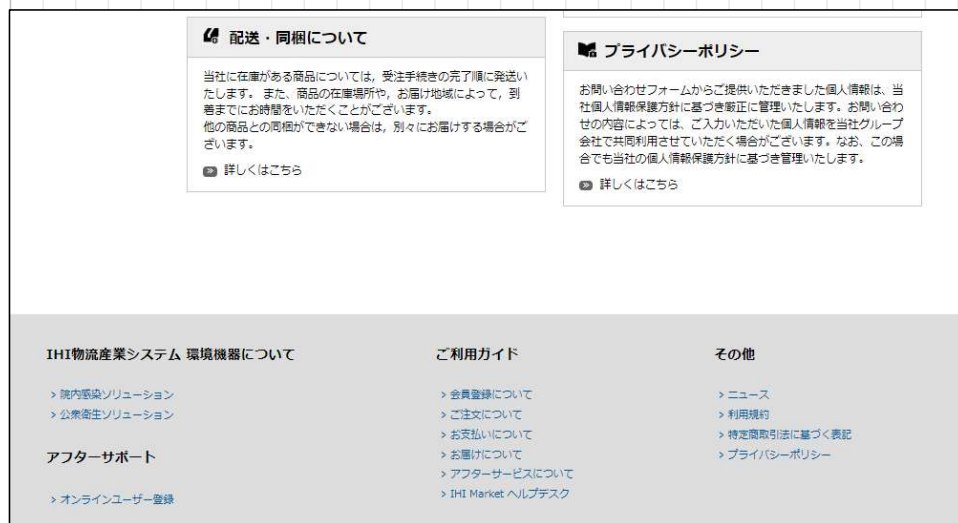 配送・同梱について
当社に在庫がある商品については，受注手続きの完了順に発送い
たします。 また、商品の在庫場所や，お届け地域によって，到
着までにお時間をいただくことがございます。
他の商品との同梱ができない場合は，別々にお届けする場合がご
ざいます。
詳しくはこちら
プライバシーポリシー
お問い合わせフォームからご提供いただきました個人情報は、当
社個人情報保護方針に基づき厳正に管理いたします。お問い合わ
せの内容によっては、ご入力いただいた個人情報を当社グループ
会社で共同利用させていただく場合がございます。なお、この場
合でも当社の個人情報保護方針に基づき管理いたします。
詳しくはこちら
IHI物流産業システム 環境機器について
> 院内感染ソリューション
> 公衆衛生ソリューション
アフターサポート
> オンラインユーザー登録
ご利用ガイド
> 会員登録について
> ご注文について
> お支払いについて
> お届けについて
> アフターサービスについて
> IHI Market ヘルプデスク
その他
> ニュース
> 利用規約
> 特定商取引法に基づく表記
> プライバシーポリシー